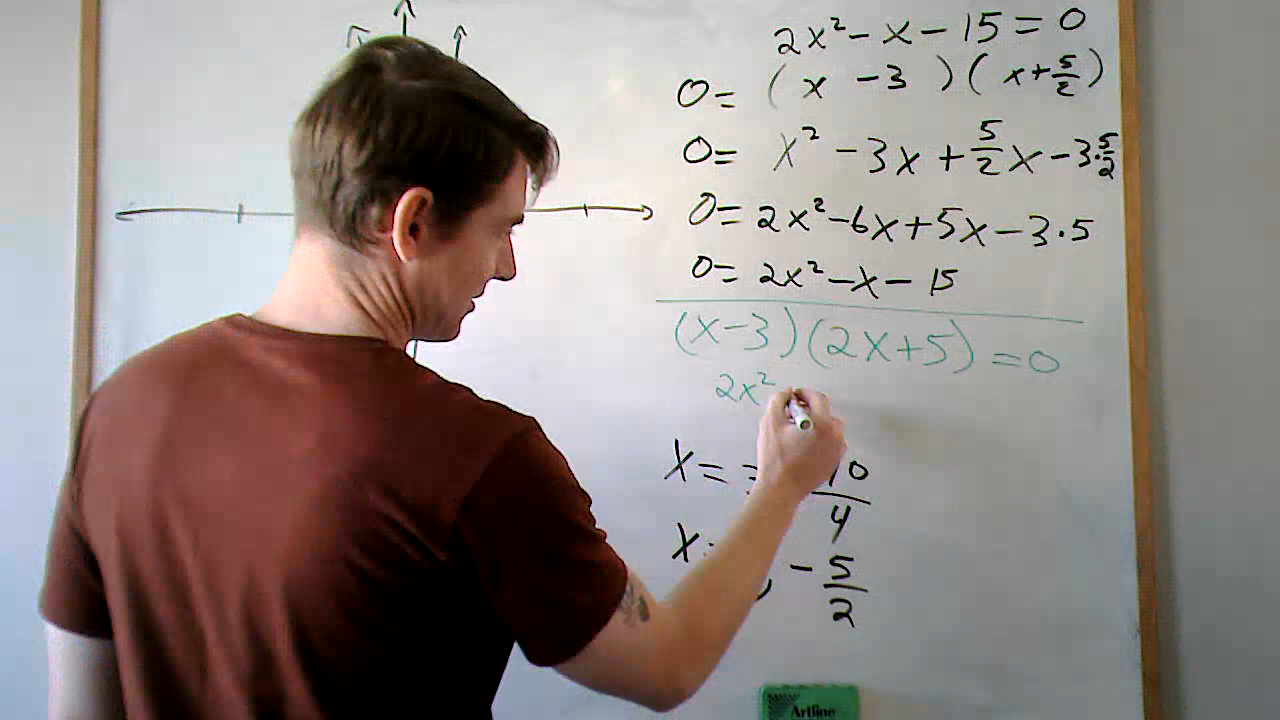 2x² - x - 15 = 0
0 = (x - 3)(x + 5/2)
0 = x² - 3x + 5/2 x - 3·5/2
0 = 2x² - 6x + 5x - 3·5
0 = 2x² - x - 15
(x-3)(2x+5) = 0
2x²
x = 10/4
x - 5/2
Artline